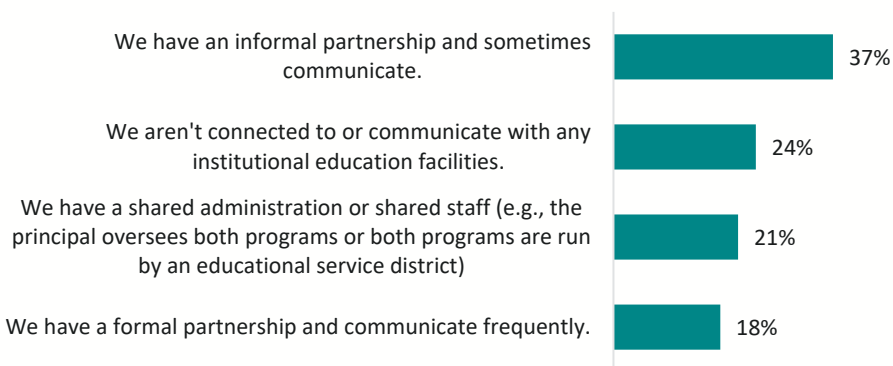 We have an informal partnership and sometimes
communicate.
37%
We aren't connected to or communicate with any
institutional education facilities.
24%
We have a shared administration or shared staff (e.g., the
principal oversees both programs or both programs are run
by an educational service district)
21%
We have a formal partnership and communicate frequently.
18%